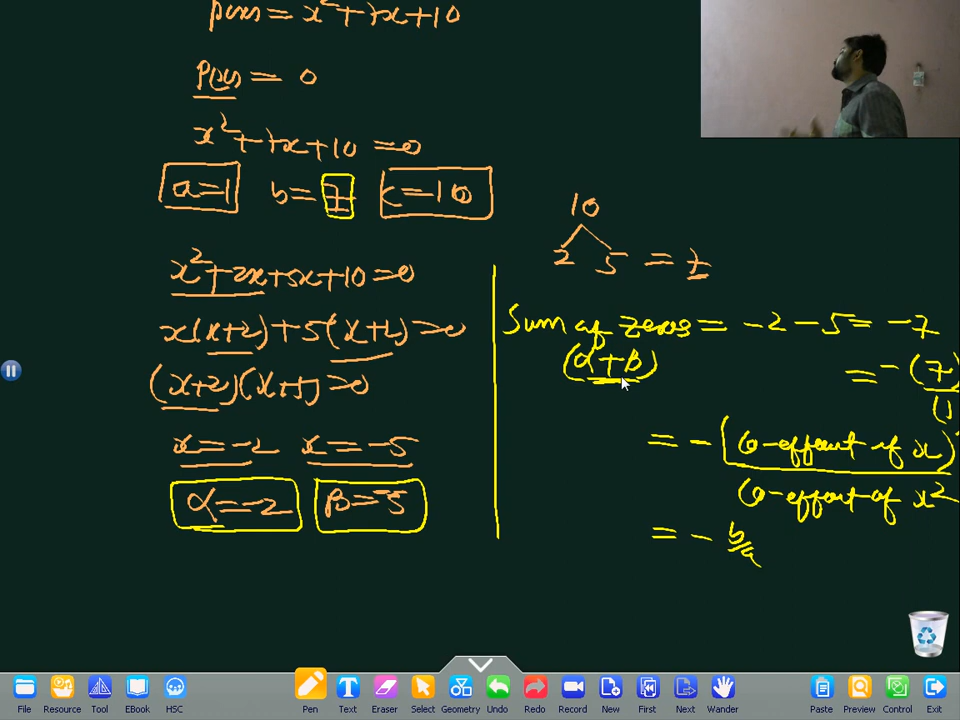 p(x) = x²+7x+10
P(x) = 0
x²+7x+10 =0
a=1 b= 7 c=10
10
2 5 = 7
x²+2x+5x+10=0
x(x+2)+5(x+2)=0
(x+2)(x+5)=0
x=-2 x=-5
α=-2 β=-5
Sum of zeros = -2-5= -7
(α+β)
= -(7)
(1
= -(Co-effient of x)
Co-effient of x²
= - b/a
File Resource Tool EBook HSC Pen Text Eraser Select Geometry Undo Redo Record New First Next Wander Paste Preview Control Exit